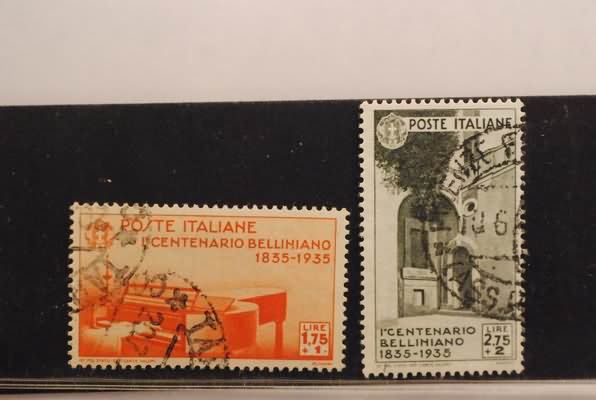 POSTE ITALIANE
I° CENTENARIO BELLINIANO
1835-1935
LIRE
1,75
+1-
POSTE ITALIANE
I° CENTENARIO
BELLINIANO
1835-1935
LIRE
2.75
+2